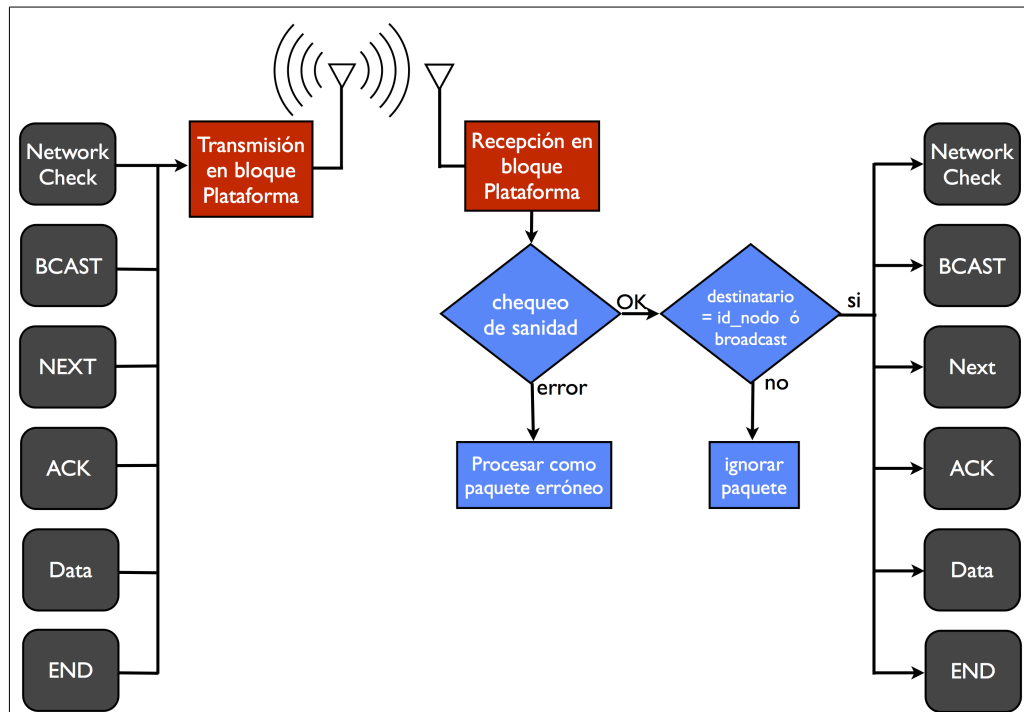 Network
Check
BCAST
NEXT
ACK
Data
END
Transmisión
en bloque
Plataforma
Recepción en
bloque
Plataforma
chequeo
de sanidad
OK
error
Procesar como
paquete erróneo
destinatario
= id_nodo ó
broadcast
si
no
ignorar
paquete
Network
Check
BCAST
Next
ACK
Data
END